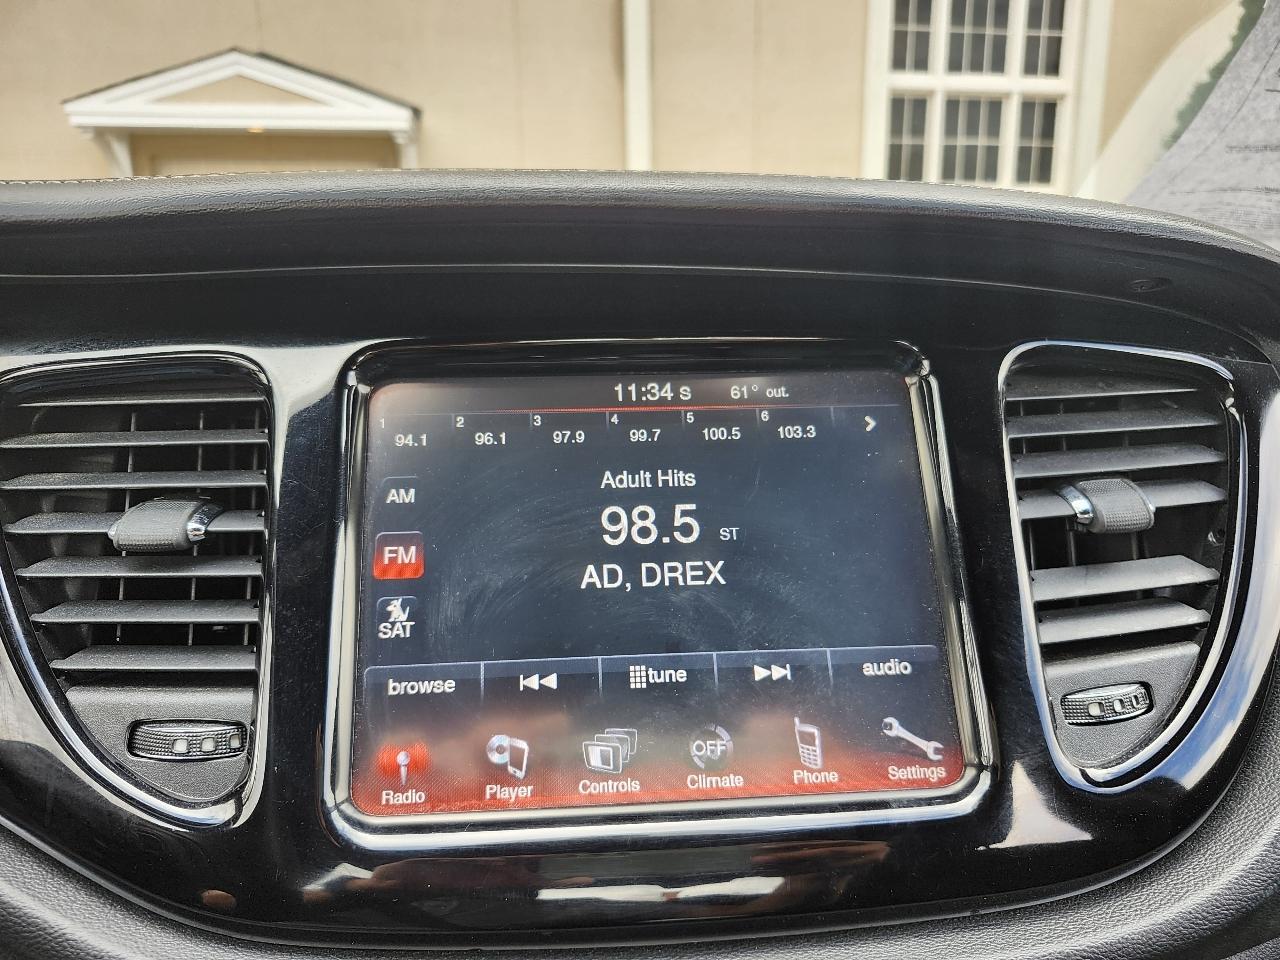 11:34 s 61° out.
1 2 3 4 5 6
94.1 96.1 97.9 99.7 100.5 103.3 >
Adult Hits
AM
98.5 ST
FM
AD, DREX
SAT
browse tune audio
OFF
Radio Player Controls Climate Phone Settings